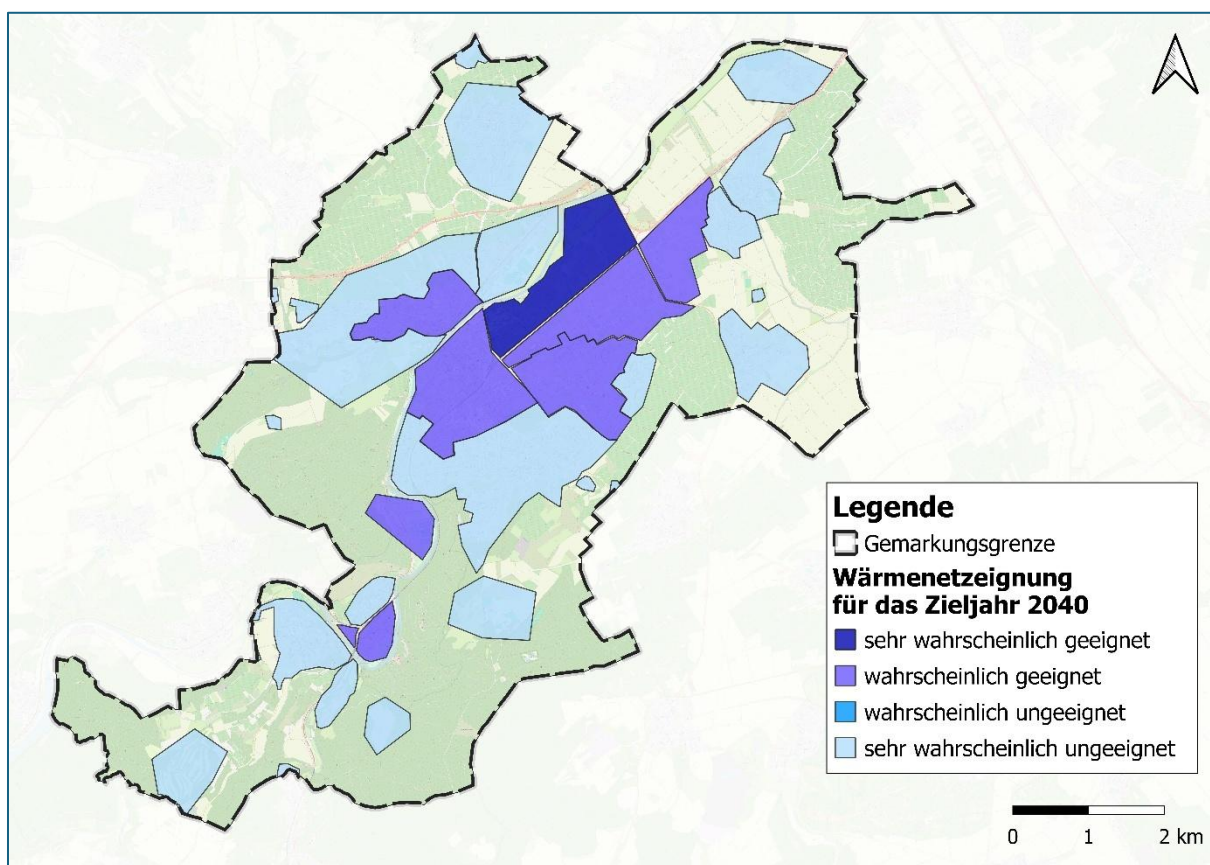 Legende
Gemarkungsgrenze
Wärmenetzeignung
für das Zieljahr 2040
sehr wahrscheinlich geeignet
wahrscheinlich geeignet
wahrscheinlich ungeeignet
sehr wahrscheinlich ungeeignet
0 1 2 km